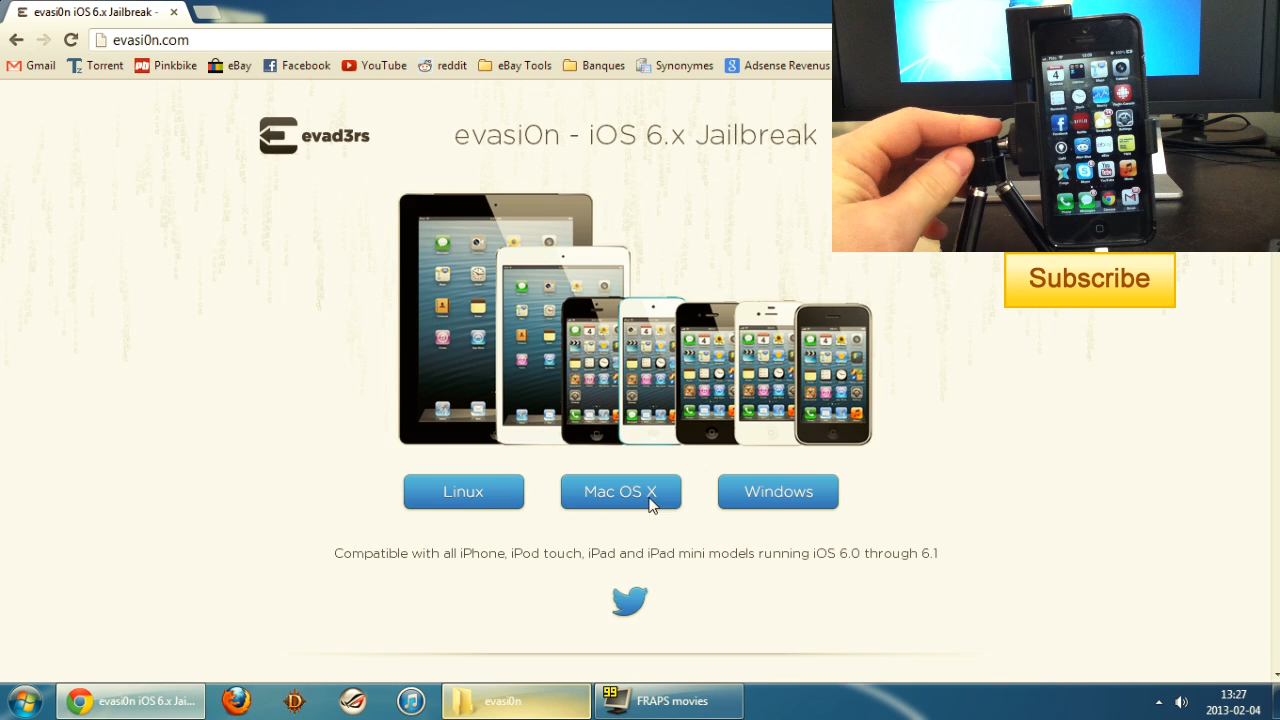 evasi0n iOS 6.x Jailbreak -
evasi0n.com
Gmail Torrent Pinkbike eBay Facebook YouTube reddit eBay Tools Banques Synonymes Adsense Revenus
evad3rs
evasi0n - iOS 6.x Jailbreak
Subscribe
Linux Mac OS X Windows
Compatible with all iPhone, iPod touch, iPad and iPad mini models running iOS 6.0 through 6.1
evasi0n iOS 6.x Jai... evasi0n 99 FRAPS movies 13:27
2013-02-04